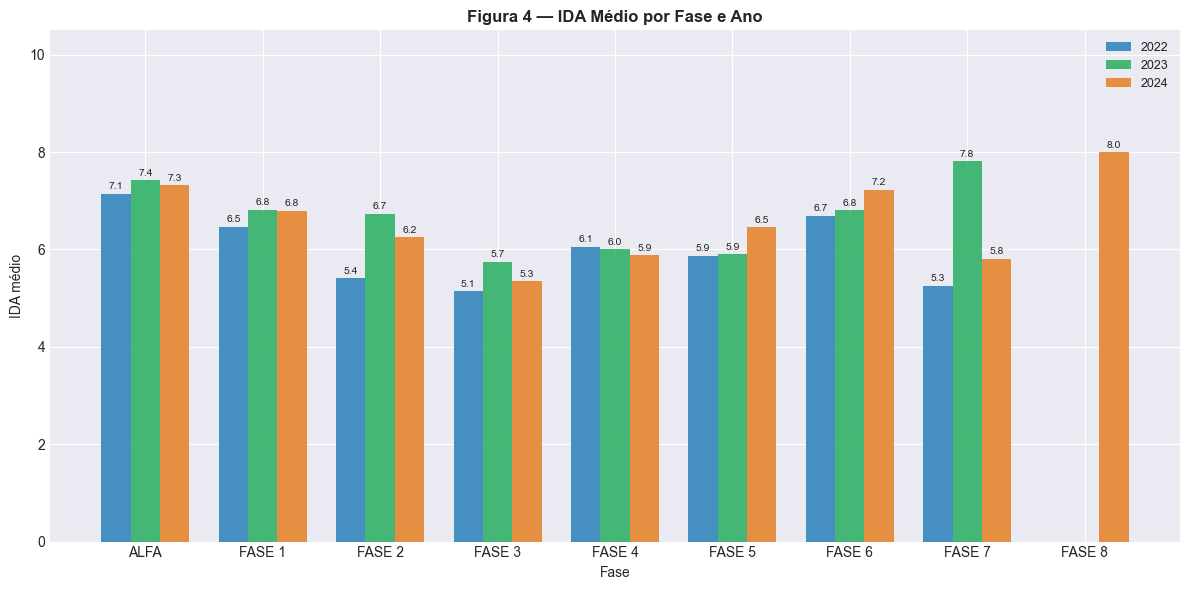 Figura 4 — IDA Médio por Fase e Ano
2022
2023
2024
10
8
6
4
2
0
IDA médio
7.1 7.4 7.3
6.5 6.8 6.8
5.4 6.7 6.2
5.1 5.7 5.3
6.1 6.0 5.9
5.9 5.9 6.5
6.7 6.8 7.2
5.3 7.8 5.8
8.0
ALFA FASE 1 FASE 2 FASE 3 FASE 4 FASE 5 FASE 6 FASE 7 FASE 8
Fase